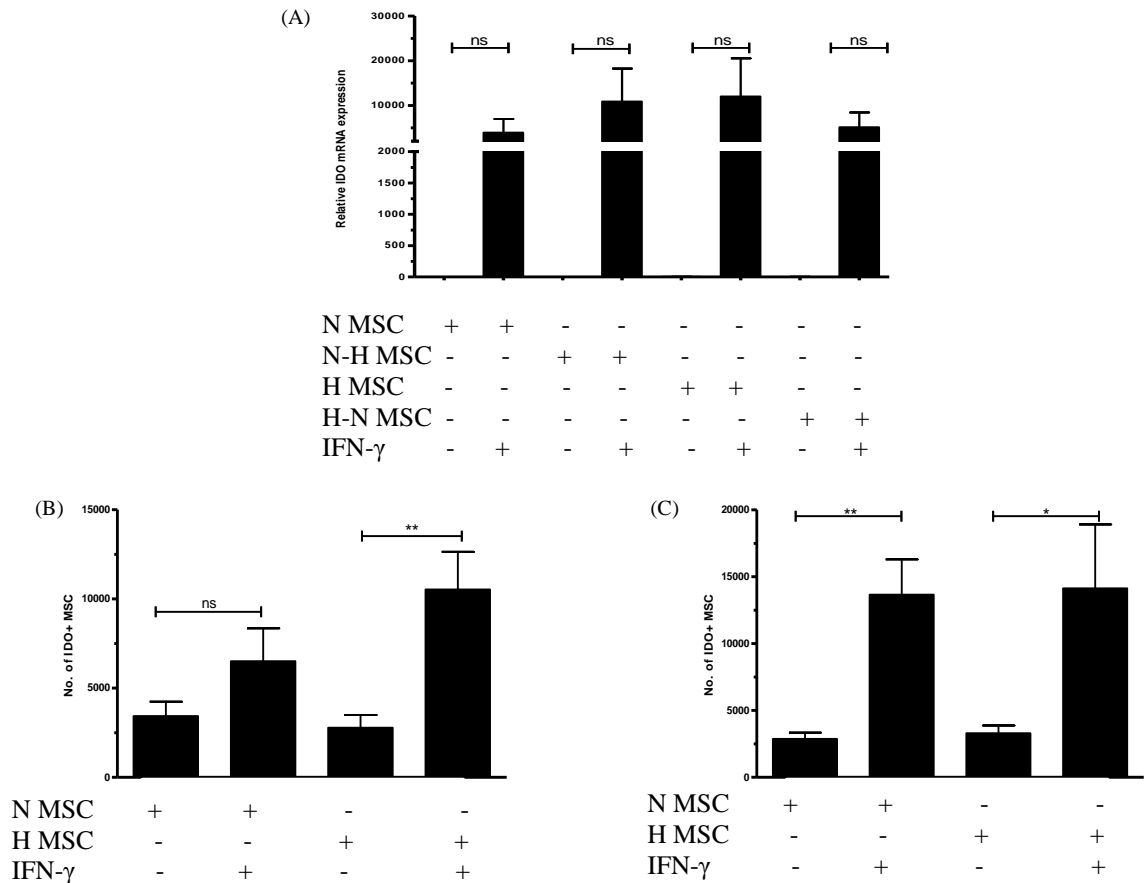 (A)
Relative IDO mRNA expression
30000
20000
10000
2000
1500
1000
500
0
ns ns ns ns
N MSC + + - - - - - -
N-H MSC - - + + - - - -
H MSC - - - - + + - -
H-N MSC - - - - - - + +
IFN-γ - + - + - + - +
(B)
No. of IDO+ MSC
15000
10000
5000
0
ns **
N MSC + + - -
H MSC - - + +
IFN-γ - + - +
(C)
No. of IDO+ MSC
20000
15000
10000
5000
0
** *
N MSC + + - -
H MSC - - + +
IFN-γ - + - +